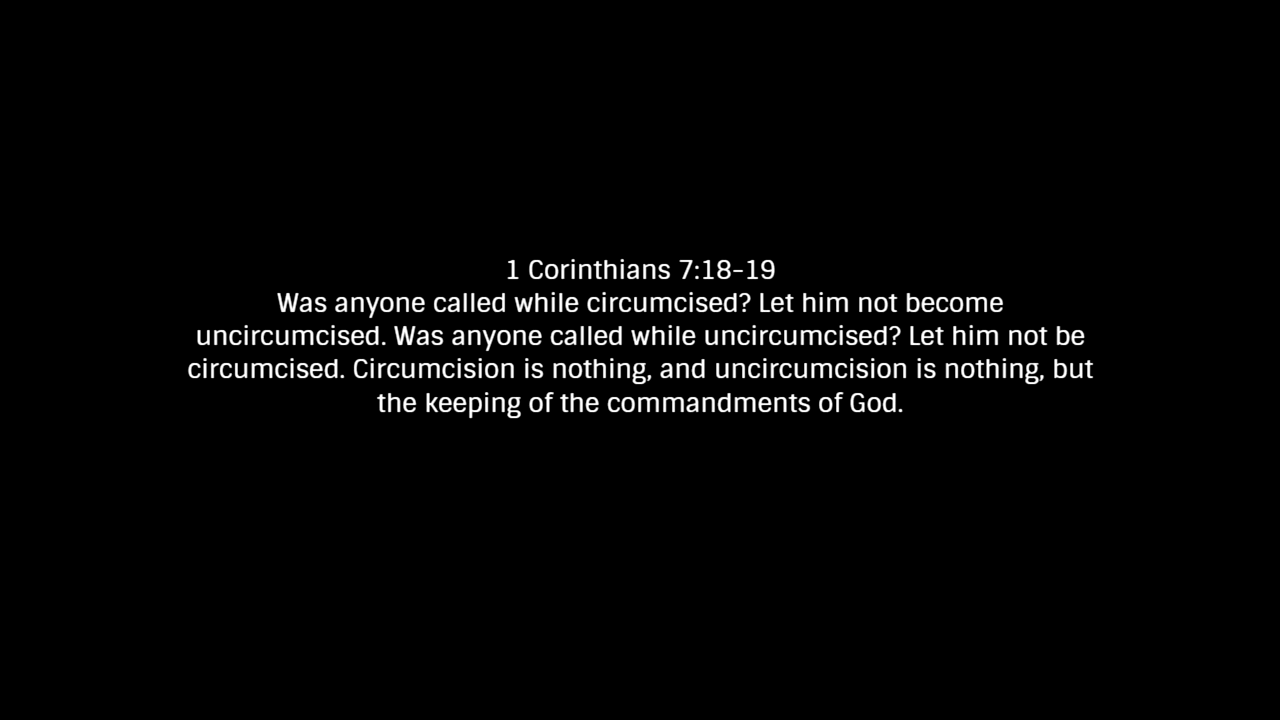 1 Corinthians 7:18-19
Was anyone called while circumcised? Let him not become
uncircumcised. Was anyone called while uncircumcised? Let him not be
circumcised. Circumcision is nothing, and uncircumcision is nothing, but
the keeping of the commandments of God.